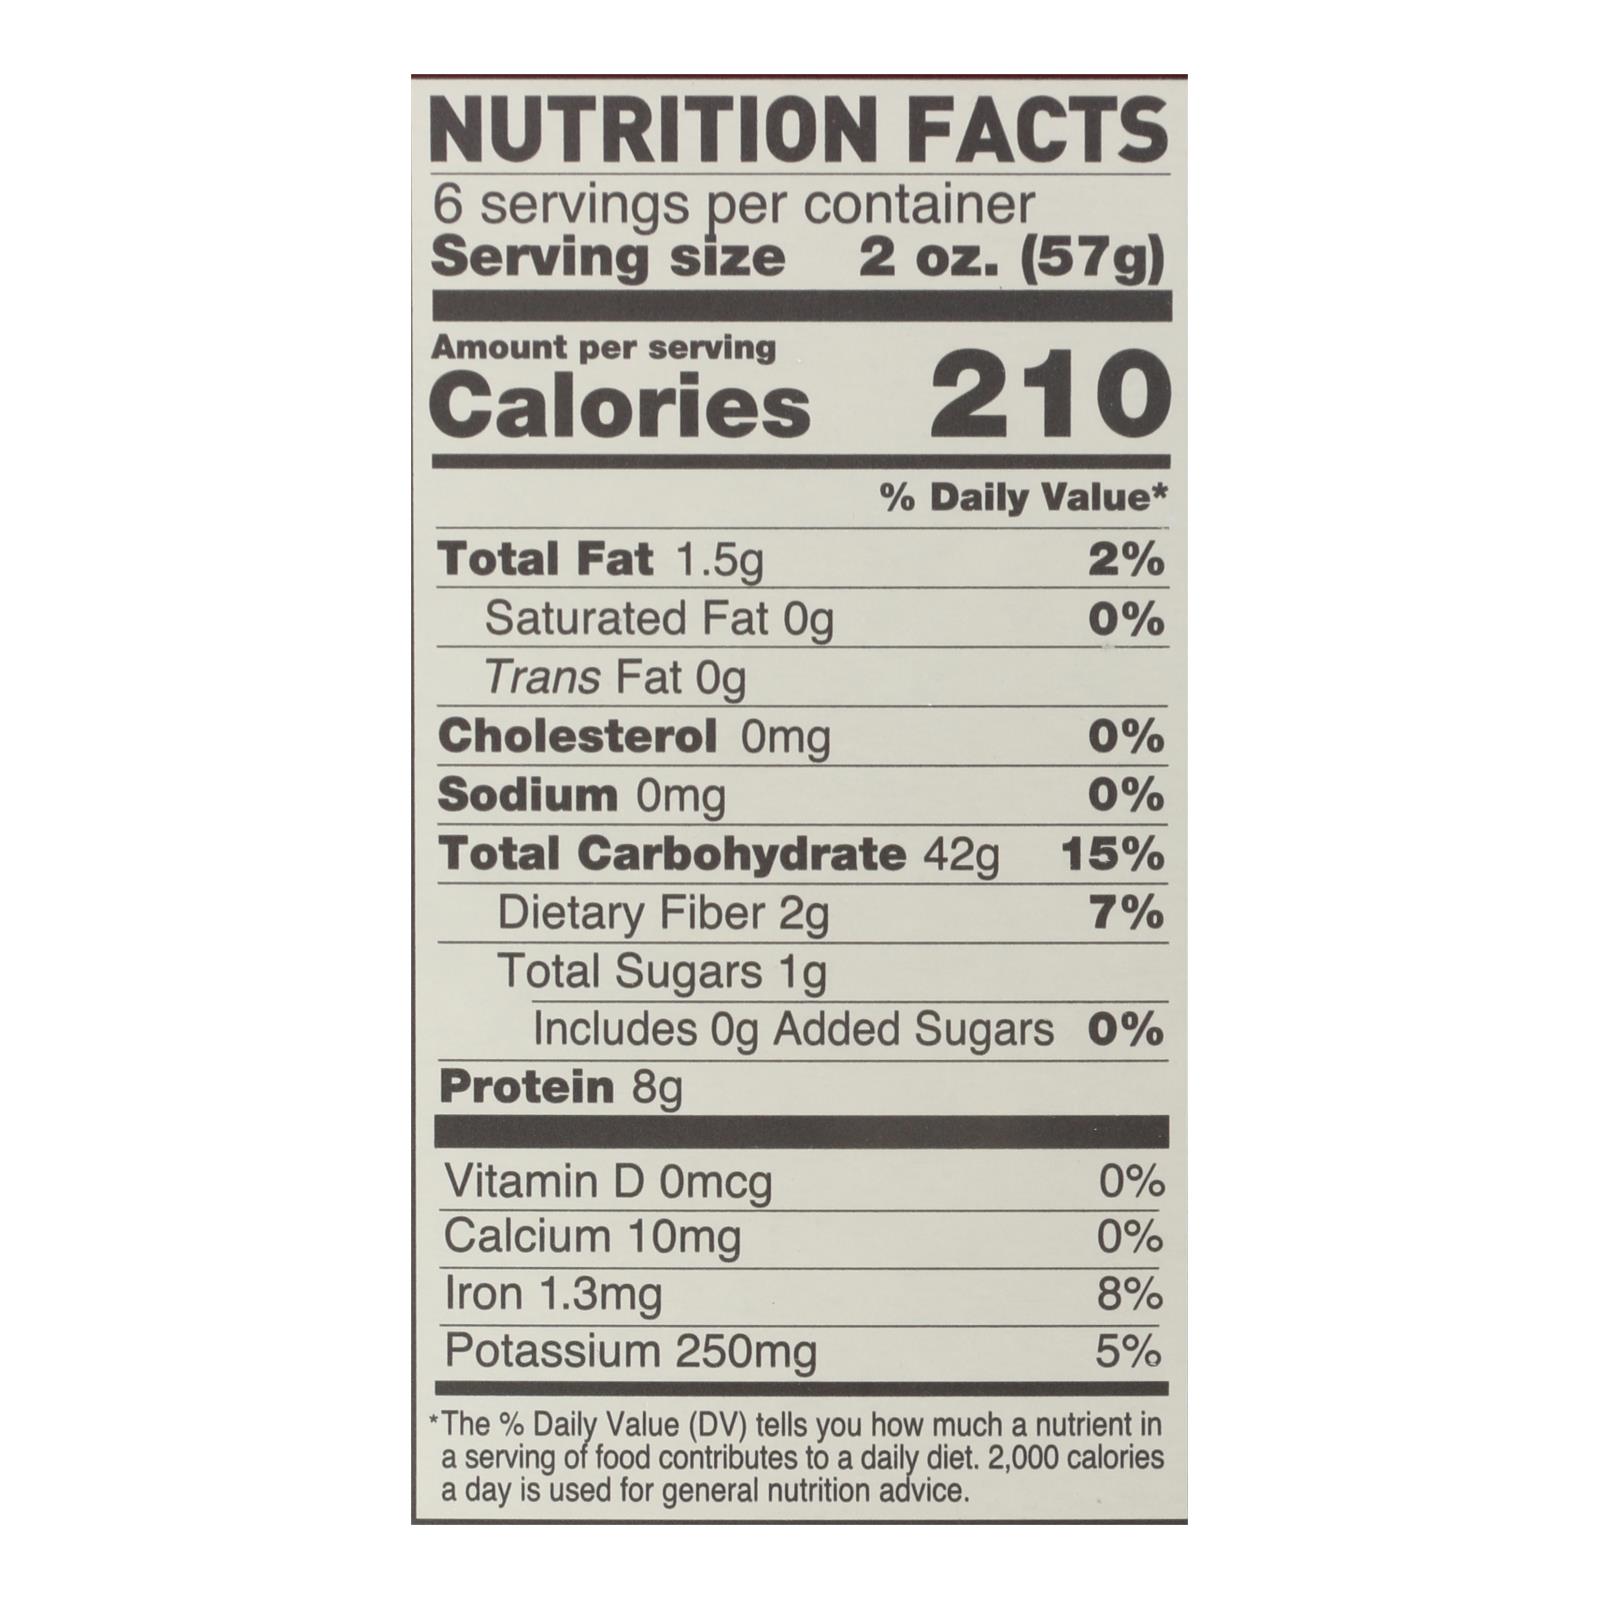 NUTRITION FACTS
6 servings per container
Serving size 2 oz. (57g)
Amount per serving
Calories 210
% Daily Value*
Total Fat 1.5g 2%
Saturated Fat 0g 0%
Trans Fat 0g
Cholesterol 0mg 0%
Sodium 0mg 0%
Total Carbohydrate 42g 15%
Dietary Fiber 2g 7%
Total Sugars 1g
Includes 0g Added Sugars 0%
Protein 8g
Vitamin D 0mcg 0%
Calcium 10mg 0%
Iron 1.3mg 8%
Potassium 250mg 5%
*The % Daily Value (DV) tells you how much a nutrient in
a serving of food contributes to a daily diet. 2,000 calories
a day is used for general nutrition advice.